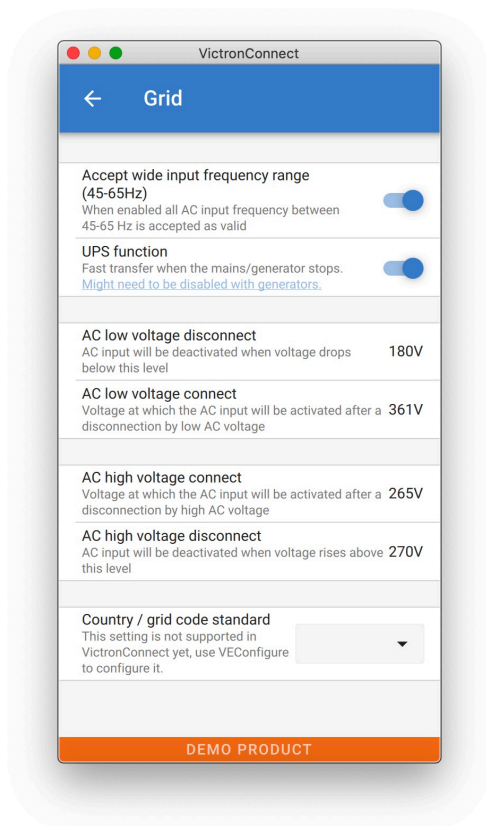 VictronConnect
Grid
Accept wide input frequency range
(45-65Hz)
When enabled all AC input frequency between
45-65 Hz is accepted as valid
UPS function
Fast transfer when the mains/generator stops.
Might need to be disabled with generators.
AC low voltage disconnect
AC input will be deactivated when voltage drops
below this level
180V
AC low voltage connect
Voltage at which the AC input will be activated after a
disconnection by low AC voltage
361V
AC high voltage connect
Voltage at which the AC input will be activated after a
disconnection by high AC voltage
265V
AC high voltage disconnect
AC input will be deactivated when voltage rises above
this level
270V
Country / grid code standard
This setting is not supported in
VictronConnect yet, use VEConfigure
to configure it.
DEMO PRODUCT